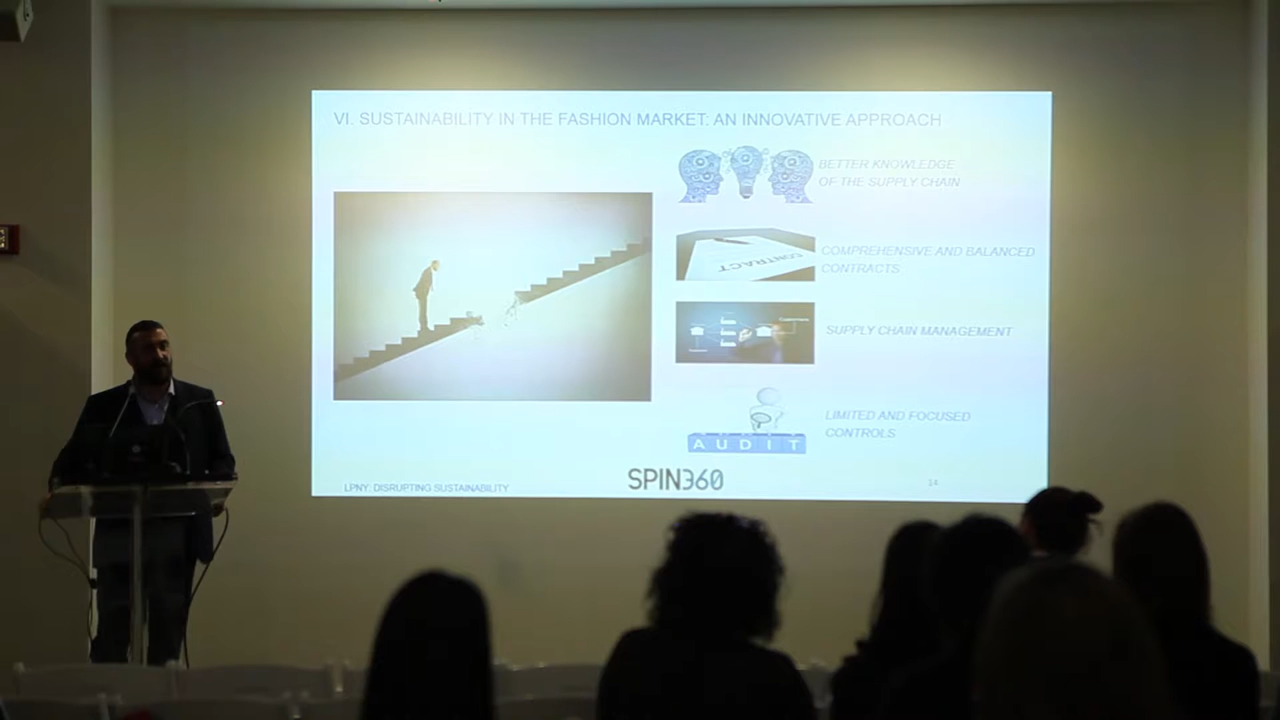 VI. SUSTAINABILITY IN THE FASHION MARKET: AN INNOVATIVE APPROACH
BETTER KNOWLEDGE
OF THE SUPPLY CHAIN
CONTRACT
COMPREHENSIVE AND BALANCED
CONTRACTS
SUPPLY CHAIN MANAGEMENT
LIMITED AND FOCUSED
CONTROLS
AUDIT
LPNY: DISRUPTING SUSTAINABILITY
SPIN360
14